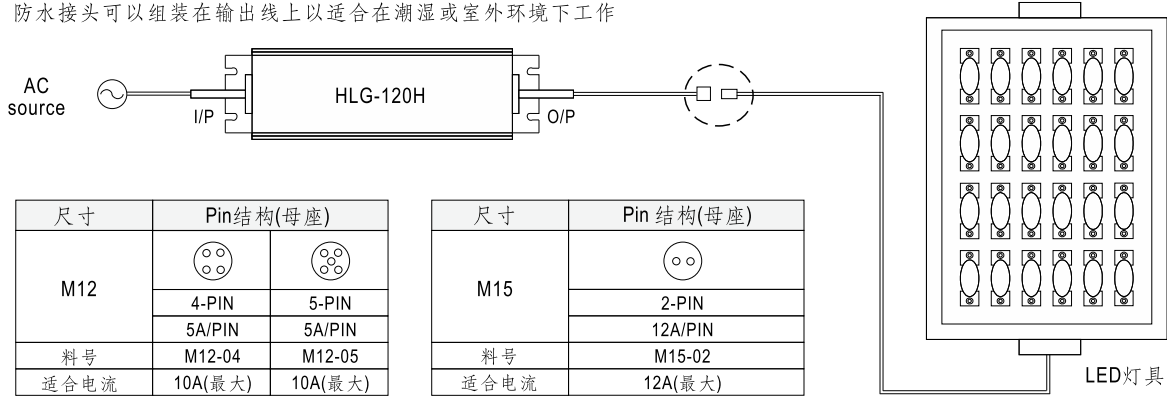 防水接头可以组装在输出线上以适合在潮湿或室外环境下工作
AC
source
I/P
HLG-120H
O/P
尺寸 Pin结构(母座)
M12
4-PIN 5-PIN
5A/PIN 5A/PIN
料号 M12-04 M12-05
适合电流 10A(最大) 10A(最大)
尺寸 Pin 结构(母座)
M15
2-PIN
12A/PIN
料号 M15-02
适合电流 12A(最大)
LED灯具